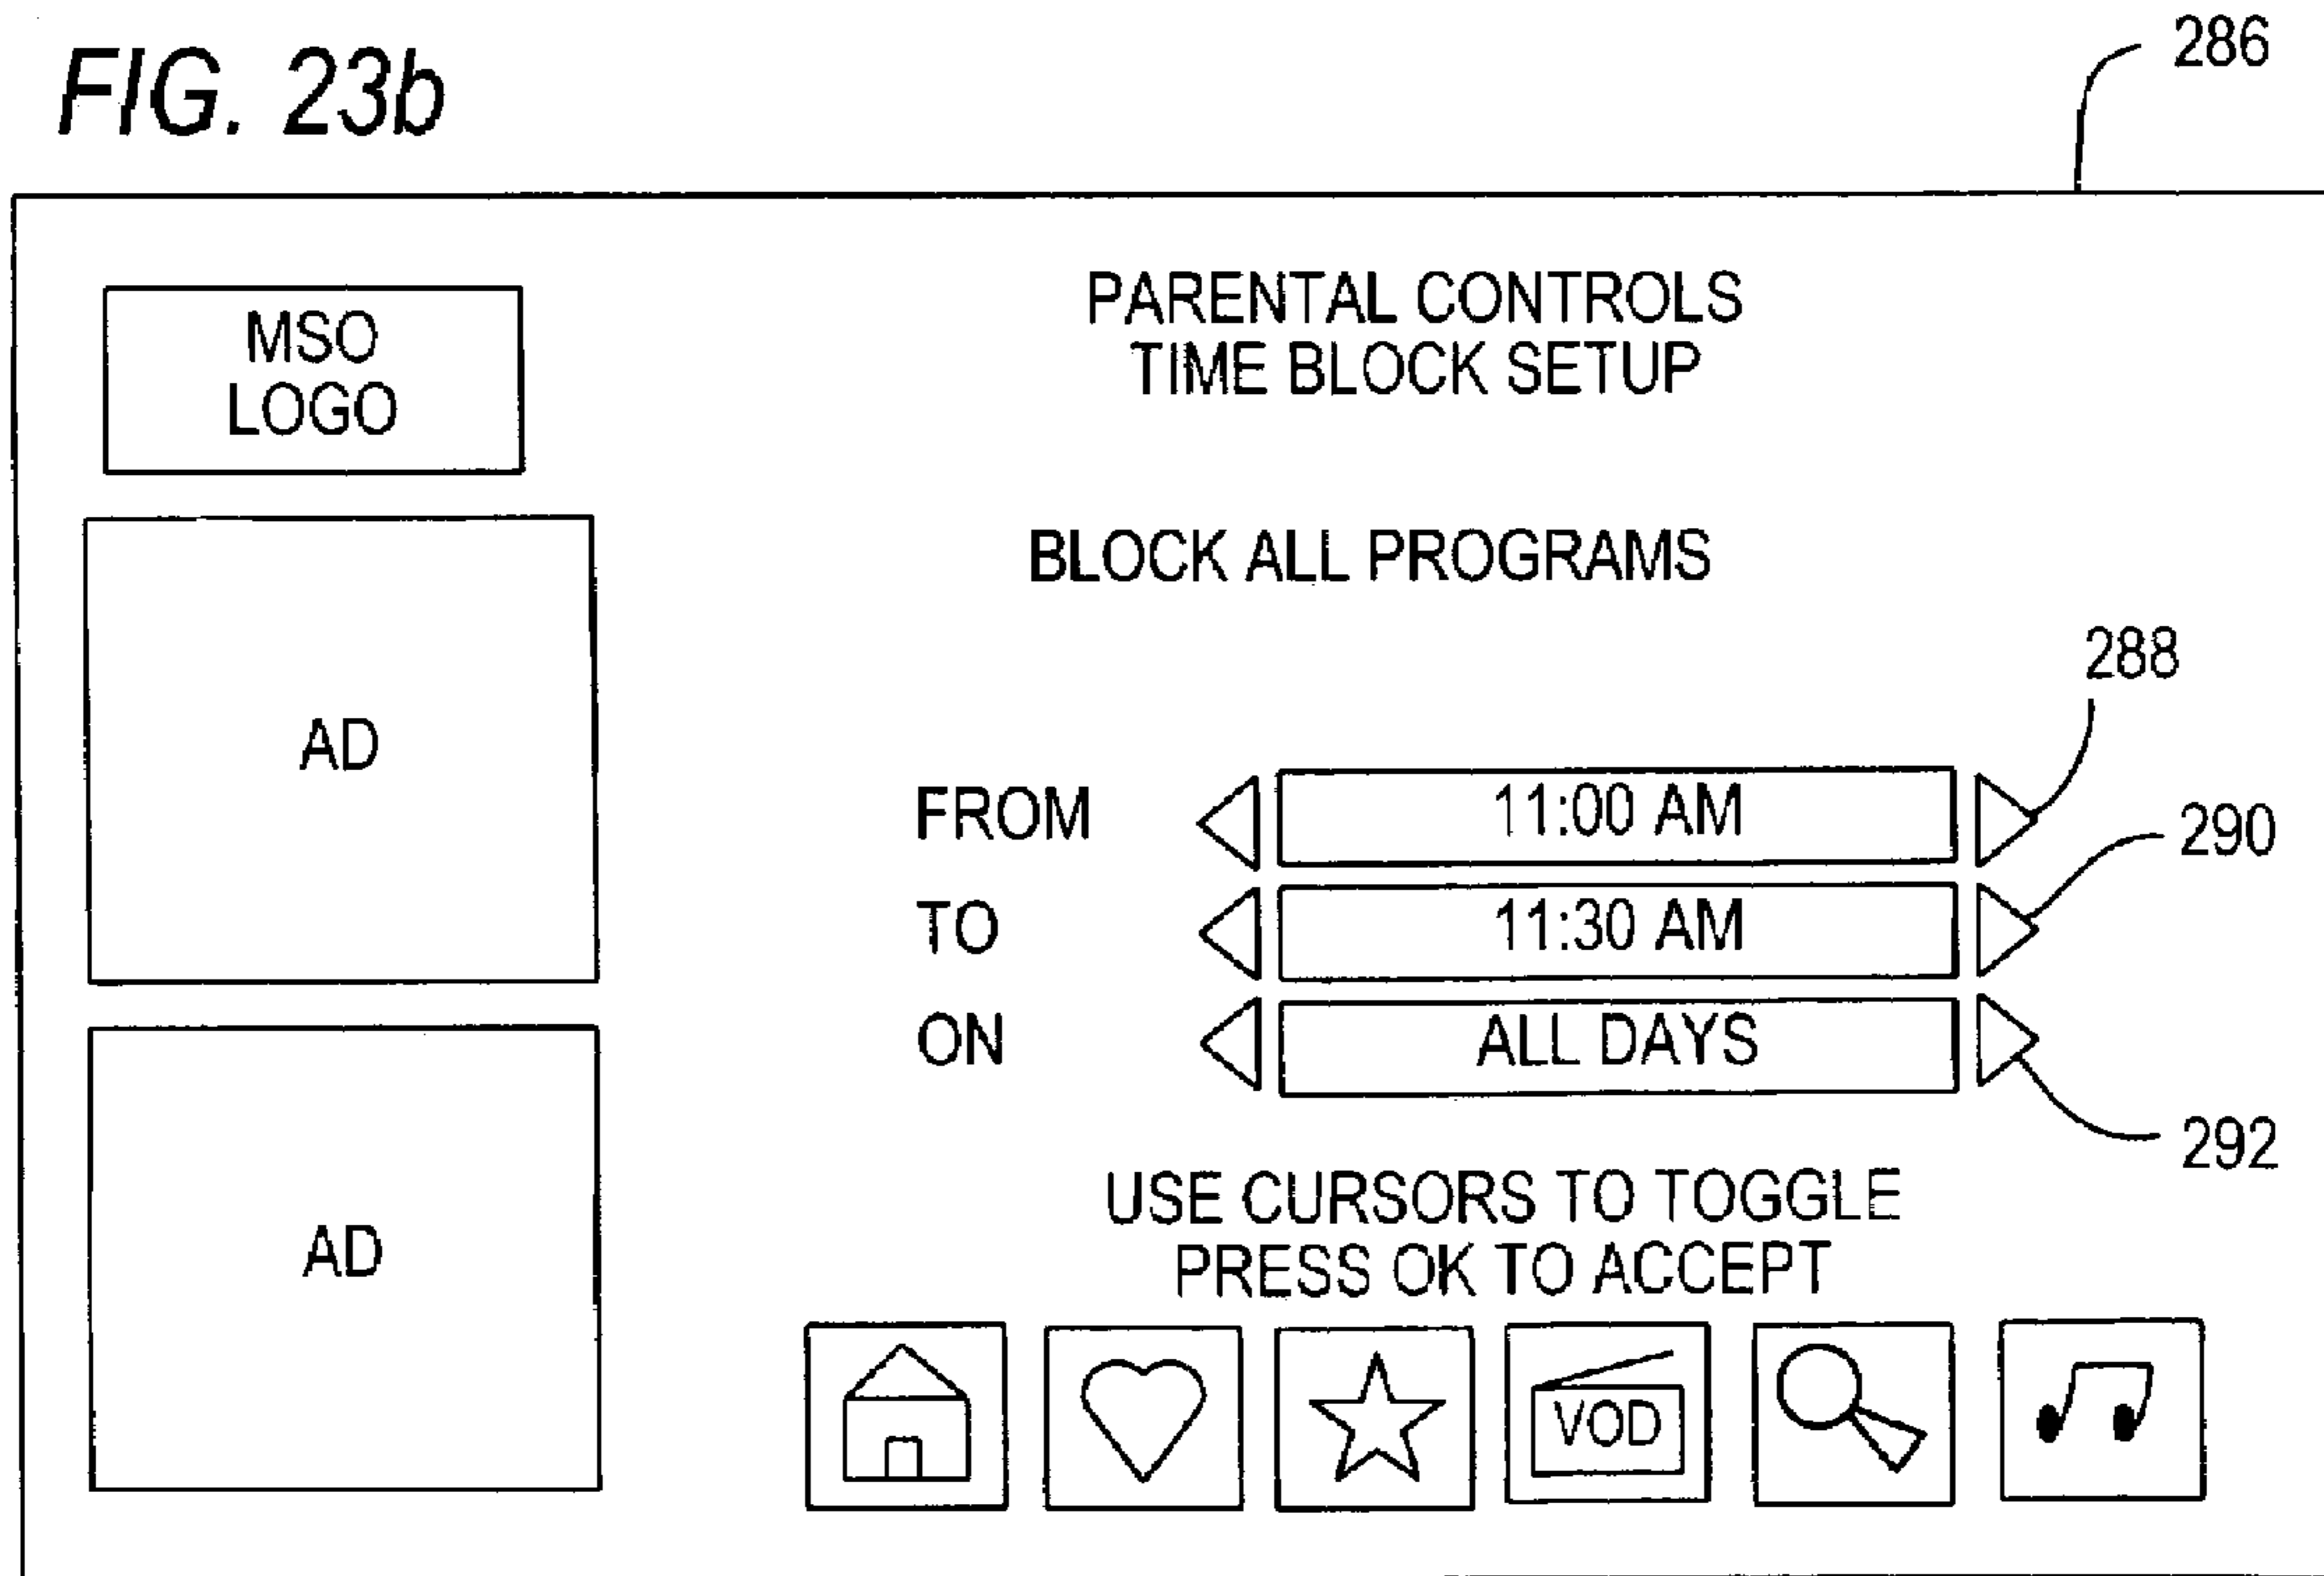 FIG. 23b
286
MSO
LOGO
PARENTAL CONTROLS
TIME BLOCK SETUP
AD
BLOCK ALL PROGRAMS
288
FROM 11:00 AM
290
TO 11:30 AM
ON ALL DAYS
292
AD
USE CURSORS TO TOGGLE
PRESS OK TO ACCEPT
VOD